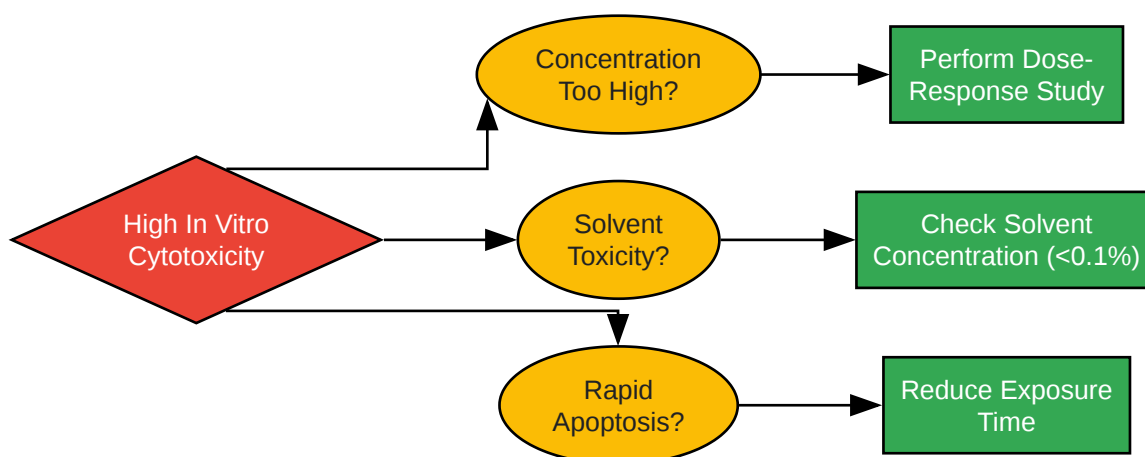 Concentration
Too High?
Perform Dose-
Response Study
High In Vitro
Cytotoxicity
Solvent
Toxicity?
Check Solvent
Concentration (<0.1%)
Rapid
Apoptosis?
Reduce Exposure
Time